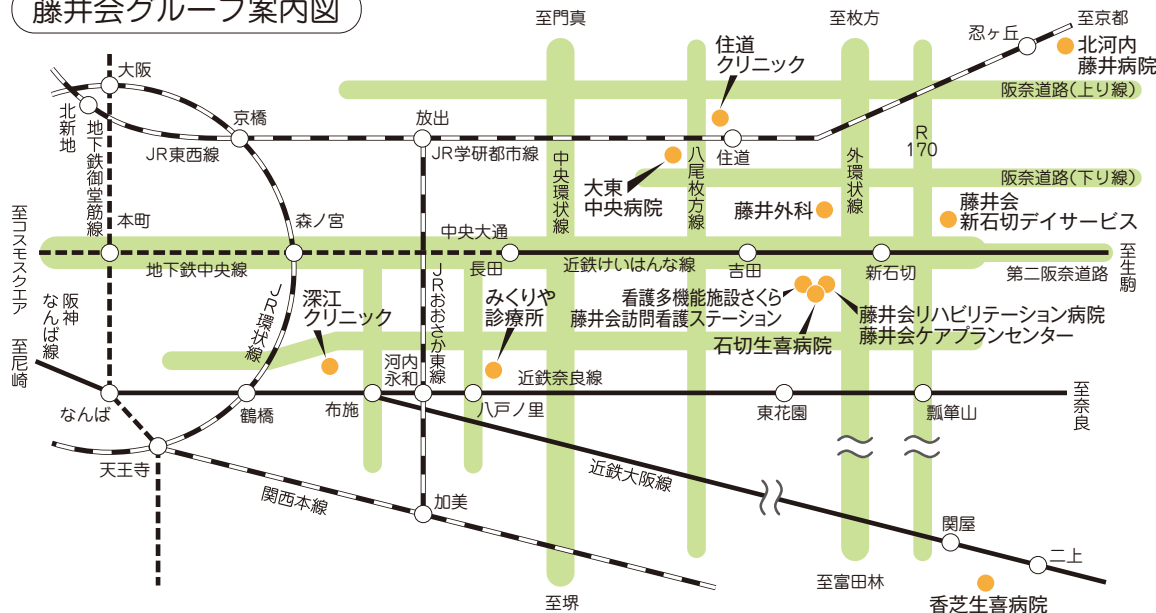 藤井会グループ案内図
至門真
至枚方
至京都
忍ヶ丘
北河内
藤井病院
住道
クリニック
大阪
北新地
地下鉄御堂筋線
京橋
放出
阪奈道路(上り線)
R
170
JR東西線
JR学研都市線
中央環状線
八尾枚方線
住道
外環状線
大東
中央病院
阪奈道路(下り線)
藤井外科
藤井会
新石切デイサービス
至コスモスクエア
本町
森ノ宮
中央大通
地下鉄中央線
長田
近鉄けいはんな線
吉田
新石切
第二阪奈道路
至生駒
阪神なんば線
JR環状線
深江
クリニック
JRおおさか東線
みくりや
診療所
看護多機能施設さくら
藤井会訪問看護ステーション
石切生喜病院
藤井会リハビリテーション病院
藤井会ケアプランセンター
至尼崎
河内
永和
近鉄奈良線
なんば
鶴橋
布施
八戸ノ里
東花園
瓢箪山
至奈良
天王寺
関西本線
加美
近鉄大阪線
関屋
二上
至堺
至富田林
香芝生喜病院